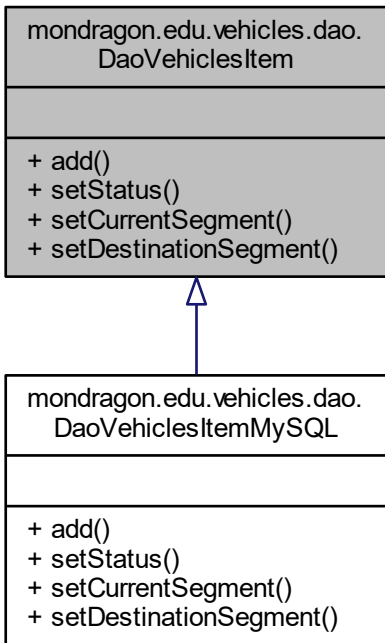 mondragon.edu.vehicles.dao.
DaoVehiclesItem
+ add()
+ setStatus()
+ setCurrentSegment()
+ setDestinationSegment()
mondragon.edu.vehicles.dao.
DaoVehiclesItemMySQL
+ add()
+ setStatus()
+ setCurrentSegment()
+ setDestinationSegment()